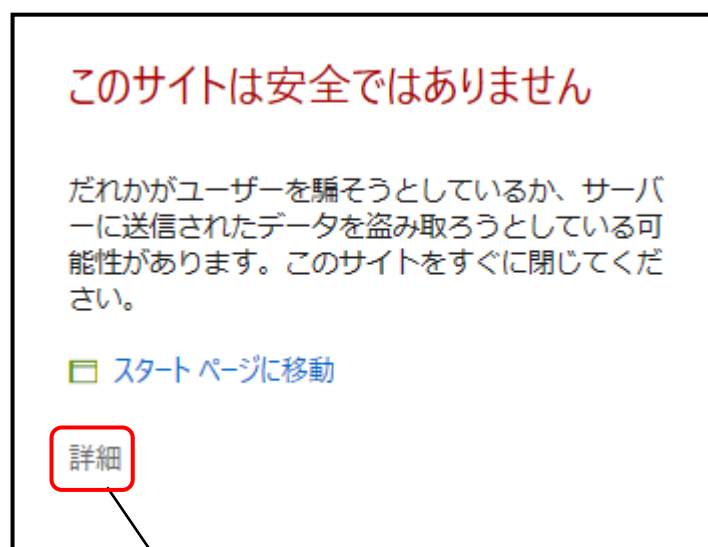 このサイトは安全ではありません
だれかがユーザーを騙そうとしているか、サーバ
ーに送信されたデータを盗み取ろうとしている可
能性があります。このサイトをすぐに閉じてくだ
さい。
スタート ページに移動
詳細